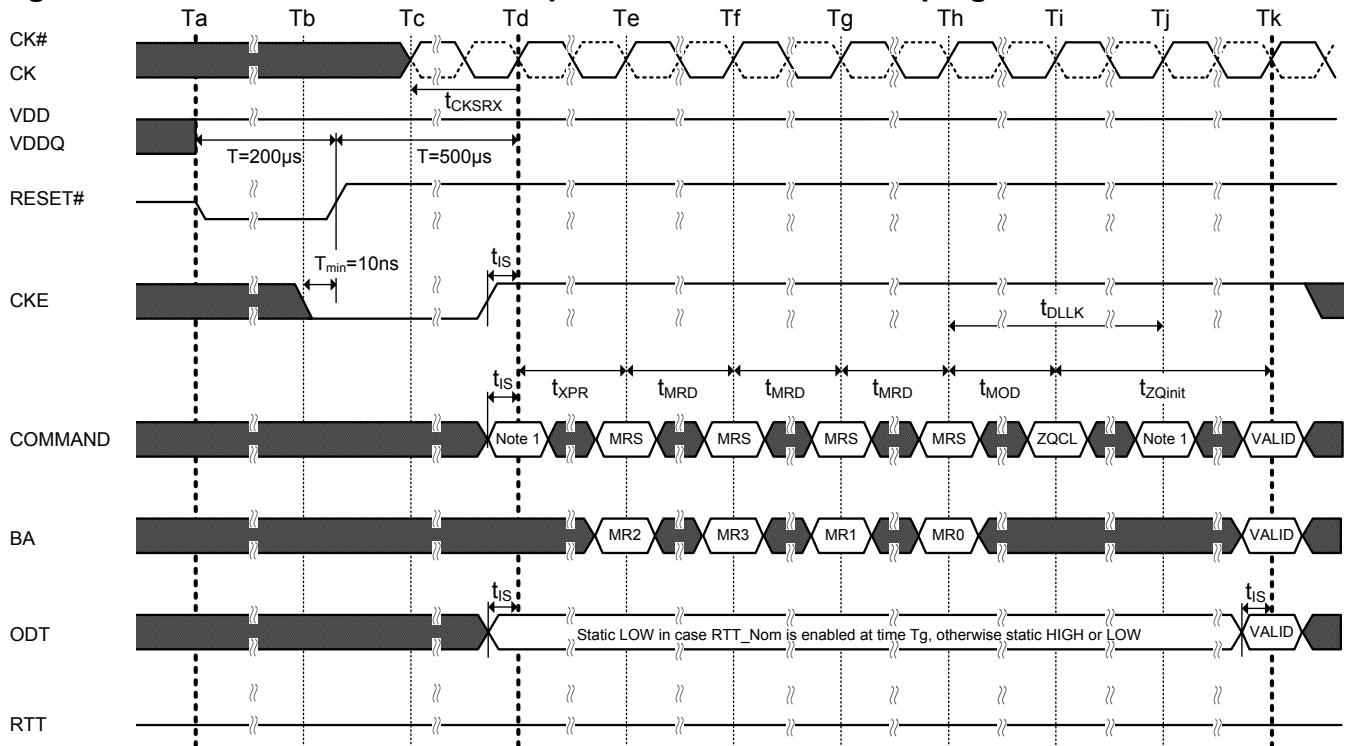 Ta Tb Tc Td Te Tf Tg Th Ti Tj Tk
CK#
CK
tCKSRX
VDD
VDDQ
T=200µs T=500µs
RESET#
Tmin=10ns tIS
CKE
tDLLK
tIS tXPR tMRD tMRD tMRD tMOD tZQinit
COMMAND Note 1 MRS MRS MRS MRS ZQCL Note 1 VALID
BA MR2 MR3 MR1 MR0 VALID
tIS tIS
ODT Static LOW in case RTT_Nom is enabled at time Tg, otherwise static HIGH or LOW VALID
RTT